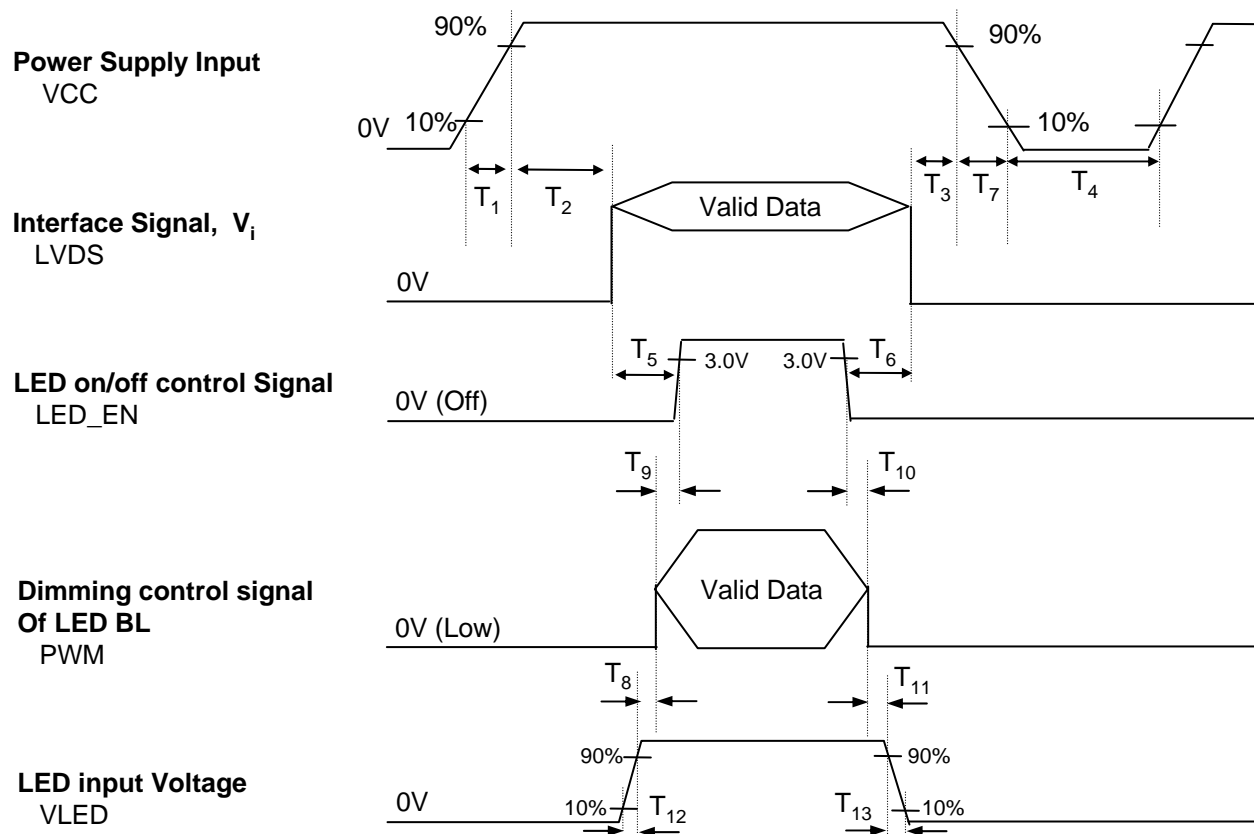 90%
90%
Power Supply Input
VCC
0V
10%
10%
T1
T2
T3
T7
T4
Interface Signal, Vi
LVDS
Valid Data
0V
LED on/off control Signal
LED_EN
T5
3.0V
3.0V
T6
0V (Off)
T9
T10
Dimming control signal
Of LED BL
PWM
Valid Data
0V (Low)
T8
T11
LED input Voltage
VLED
90%
90%
0V
10%
T12
T13
10%